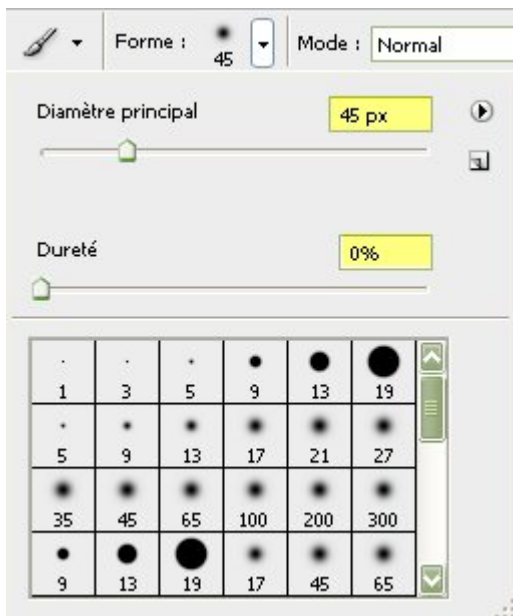 Forme : 45 Mode : Normal
Diamètre principal 45 px
Dureté 0%
1 3 5 9 13 19
5 9 13 17 21 27
35 45 65 100 200 300
9 13 19 17 45 65